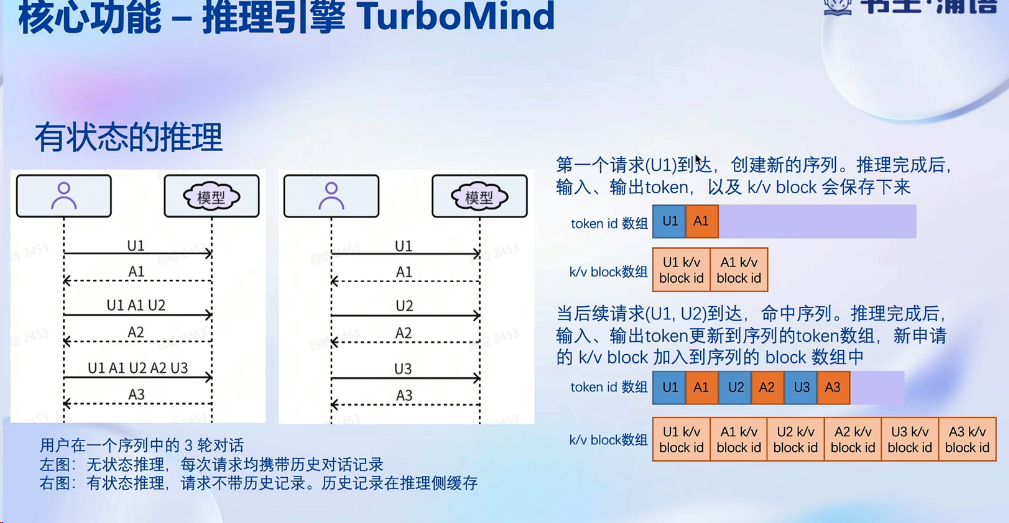 核心功能 – 推理引擎 TurboMind
书生·浦语
有状态的推理
模型
U1
A1
U1 A1 U2
A2
U1 A1 U2 A2 U3
A3
模型
U1
A1
U2
A2
U3
A3
用户在一个序列中的 3 轮对话
左图：无状态推理，每次请求均携带历史对话记录
右图：有状态推理，请求不带历史记录。历史记录在推理侧缓存
第一个请求(U1)到达，创建新的序列。推理完成后，
输入、输出token，以及 k/v block 会保存下来
token id 数组 U1 A1
k/v block数组 U1 k/v block id A1 k/v block id
当后续请求(U1, U2)到达，命中序列。推理完成后，
输入、输出token更新到序列的token数组，新申请
的 k/v block 加入到序列的 block 数组中
token id 数组 U1 A1 U2 A2 U3 A3
k/v block数组 U1 k/v block id A1 k/v block id U2 k/v block id A2 k/v block id U3 k/v block id A3 k/v block id